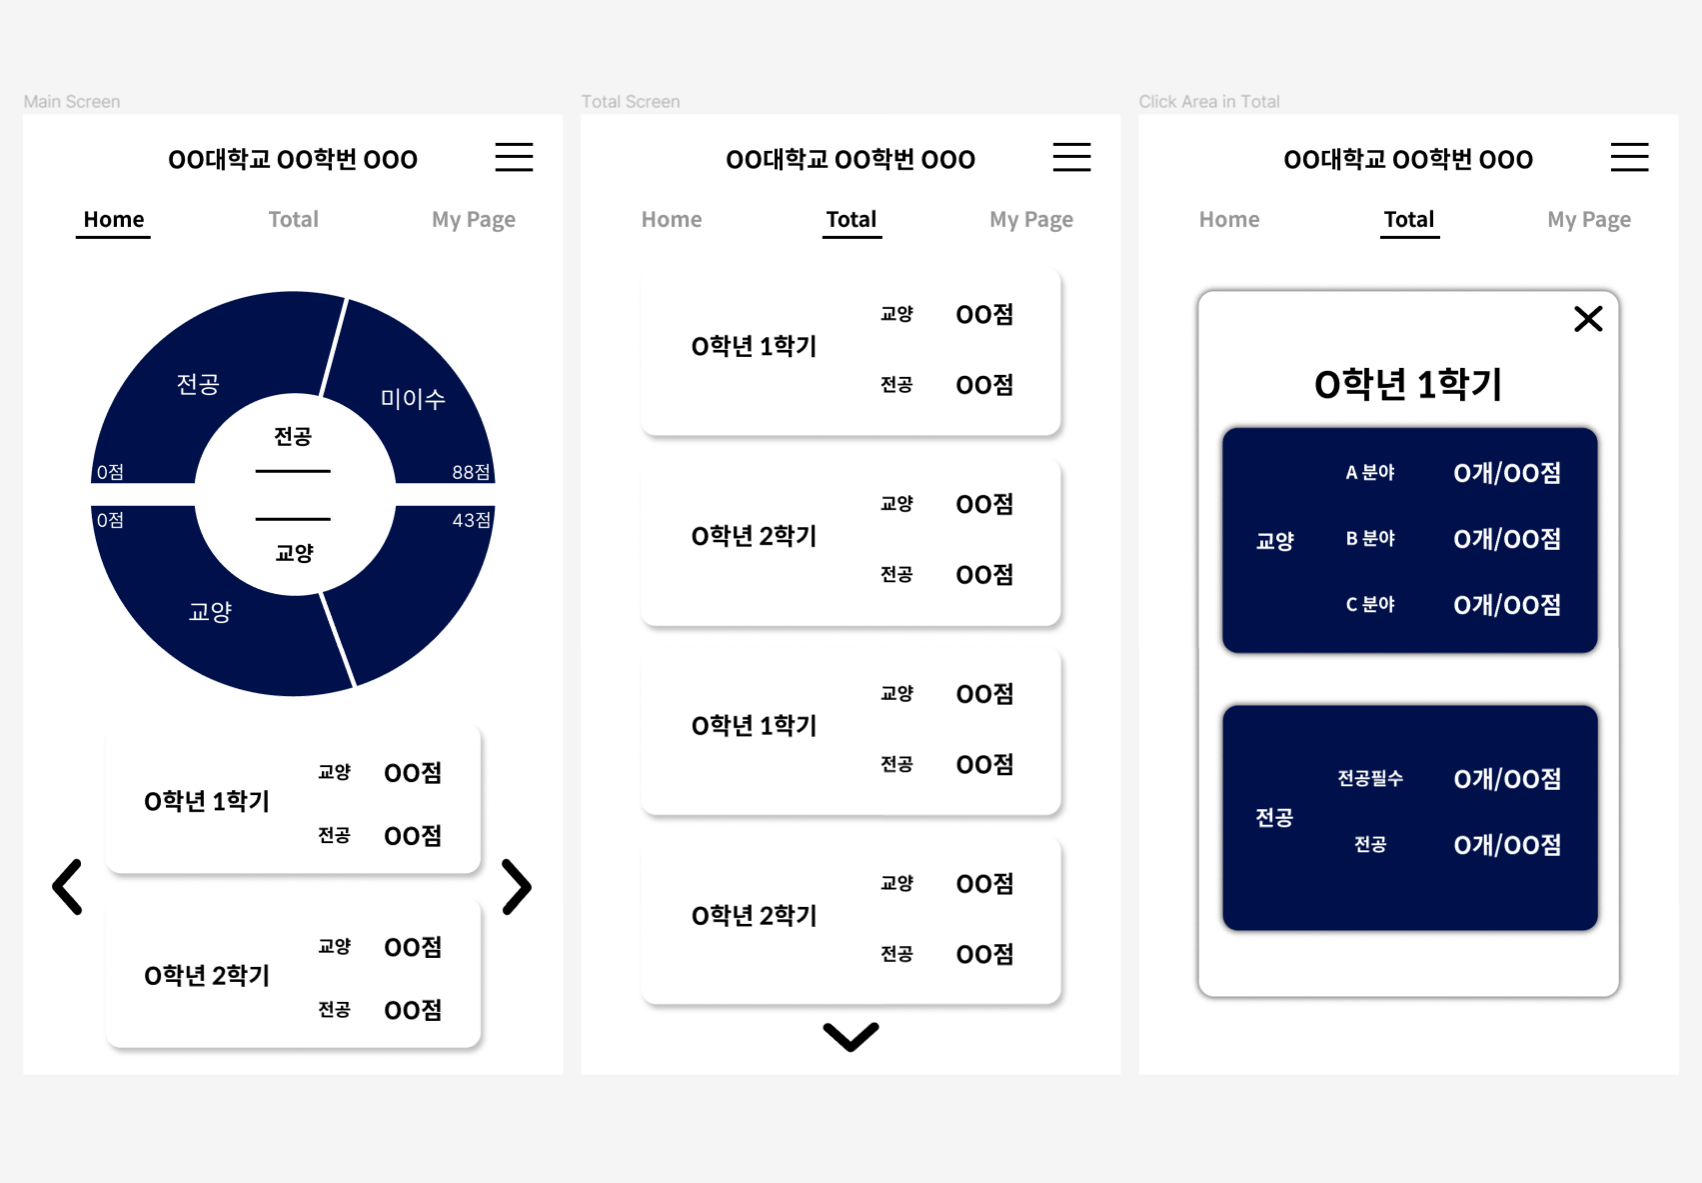 Main Screen
OO대학교 OO학번 OOO
Home Total My Page
전공
미이수
전공
0점 88점
0점 43점
교양
교양
O학년 1학기
교양 OO점
전공 OO점
O학년 2학기
교양 OO점
전공 OO점
Total Screen
OO대학교 OO학번 OOO
Home Total My Page
O학년 1학기
교양 OO점
전공 OO점
O학년 2학기
교양 OO점
전공 OO점
O학년 1학기
교양 OO점
전공 OO점
O학년 2학기
교양 OO점
전공 OO점
Click Area in Total
OO대학교 OO학번 OOO
Home Total My Page
O학년 1학기
교양
A 분야 O개/OO점
B 분야 O개/OO점
C 분야 O개/OO점
전공
전공필수 O개/OO점
전공 O개/OO점